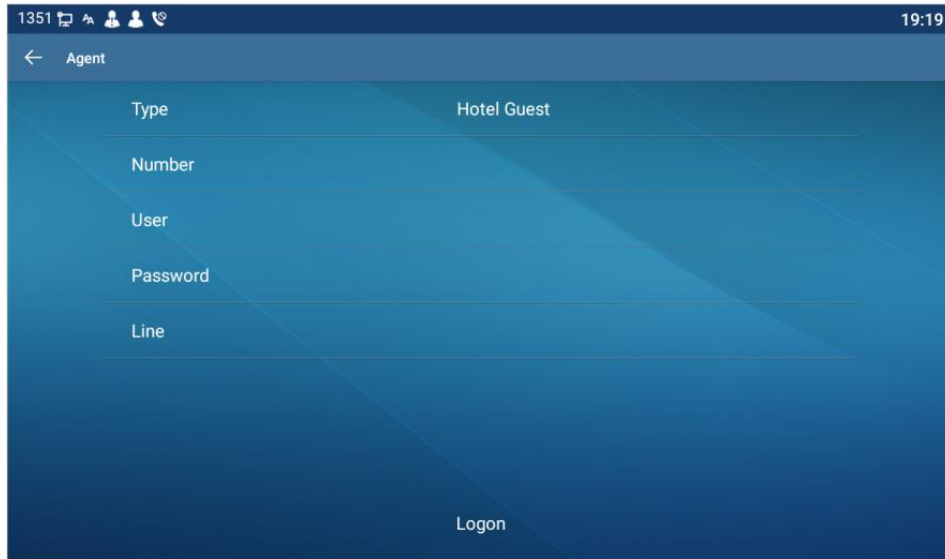 1351 19:19
Agent
Type Hotel Guest
Number
User
Password
Line
Logon